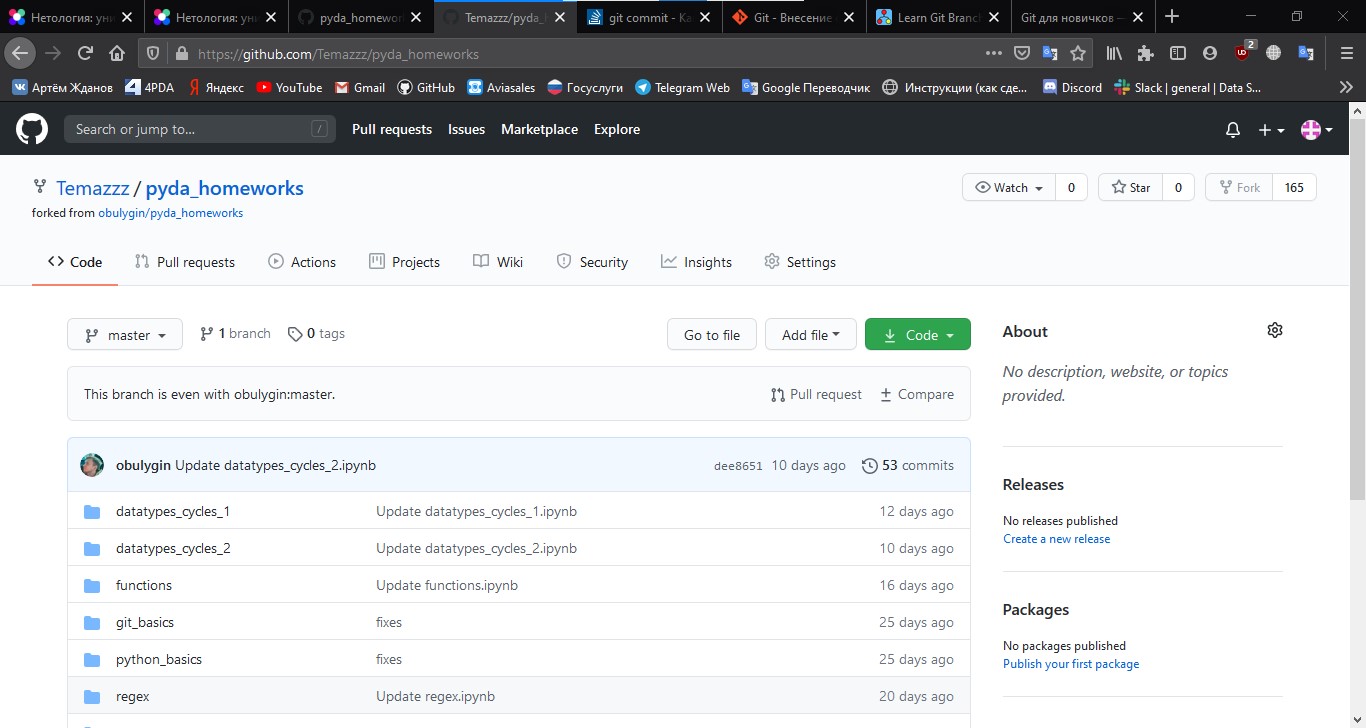 Нетология: уни
Нетология: уни
pyda_homewor
Temazzz/pyda_
git commit - Ка
Git - Внесение
Learn Git Branch
Git для новичков —
https://github.com/Temazzz/pyda_homeworks
2
Артём Жданов
4PDA
Яндекс
YouTube
Gmail
GitHub
Aviasales
Госуслуги
Telegram Web
Google Переводчик
Инструкции (как сде...
Discord
Slack | general | Data S...
Search or jump to...
/
Pull requests
Issues
Marketplace
Explore
Temazzz / pyda_homeworks
Watch
0
Star
0
Fork
165
forked from obulygin/pyda_homeworks
Code
Pull requests
Actions
Projects
Wiki
Security
Insights
Settings
master
1 branch
0 tags
Go to file
Add file
Code
This branch is even with obulygin:master.
Pull request
Compare
obulygin Update datatypes_cycles_2.ipynb
dee8651 10 days ago
53 commits
datatypes_cycles_1 Update datatypes_cycles_1.ipynb 12 days ago
datatypes_cycles_2 Update datatypes_cycles_2.ipynb 10 days ago
functions Update functions.ipynb 16 days ago
git_basics fixes 25 days ago
python_basics fixes 25 days ago
regex Update regex.ipynb 20 days ago
About
No description, website, or topics
provided.
Releases
No releases published
Create a new release
Packages
No packages published
Publish your first package